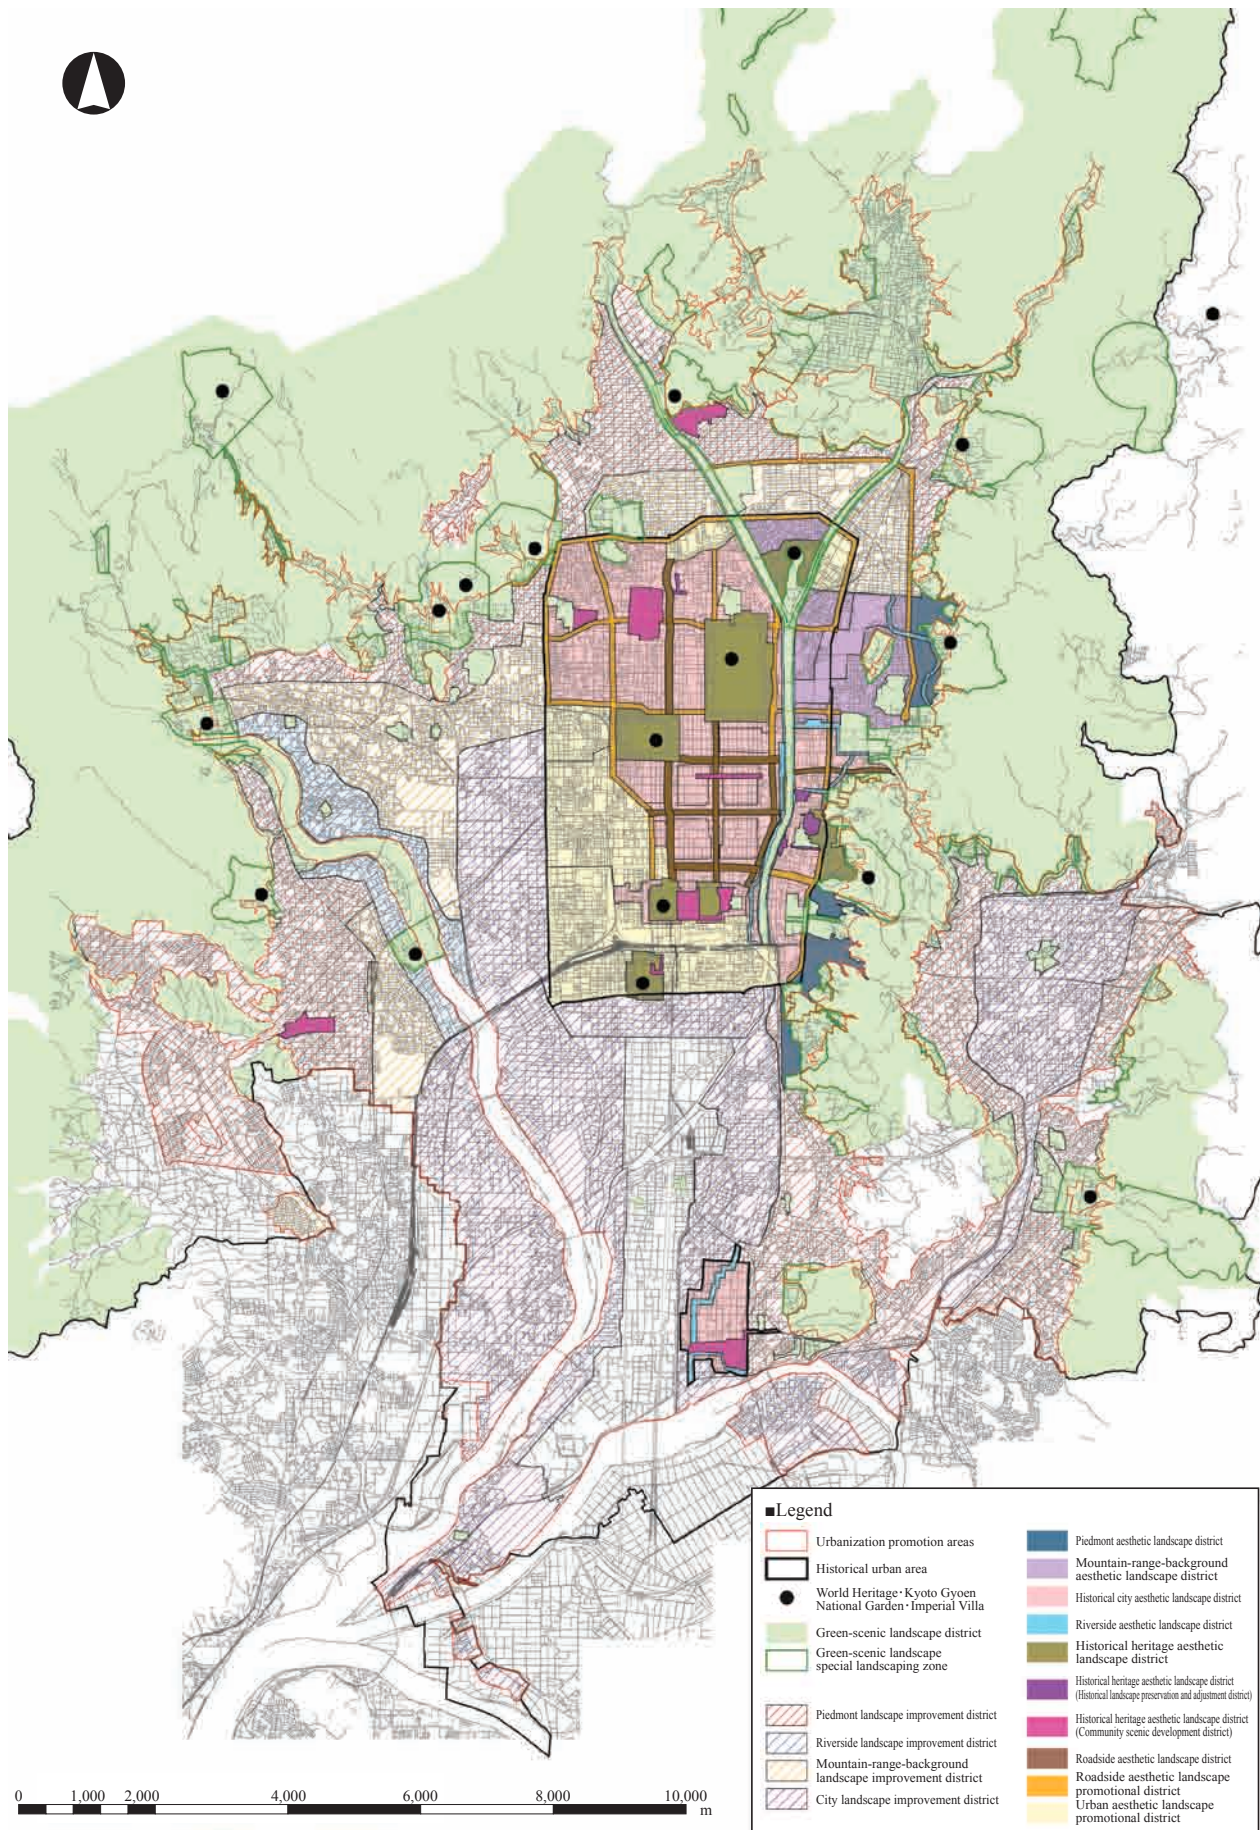 ■Legend
Urbanization promotion areas
Historical urban area
World Heritage・Kyoto Gyoen
National Garden・Imperial Villa
Green-scenic landscape district
Green-scenic landscape
special landscaping zone
Piedmont landscape improvement district
Riverside landscape improvement district
Mountain-range-background
landscape improvement district
City landscape improvement district
Piedmont aesthetic landscape district
Mountain-range-background
aesthetic landscape district
Historical city aesthetic landscape district
Riverside aesthetic landscape district
Historical heritage aesthetic
landscape district
Historical heritage aesthetic landscape district
(Historical landscape preservation and adjustment district)
Historical heritage aesthetic landscape district
(Community scenic development district)
Roadside aesthetic landscape district
Roadside aesthetic landscape
promotional district
Urban aesthetic landscape
promotional district
0 1,000 2,000 4,000 6,000 8,000 10,000
m